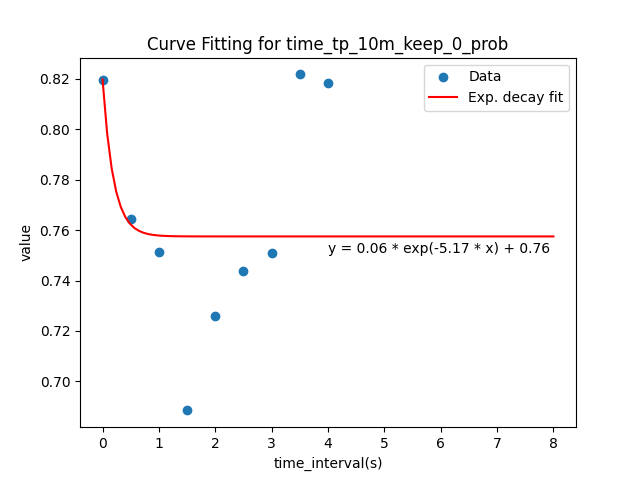 Curve Fitting for time_tp_10m_keep_0_prob
Data
Exp. decay fit
0.82
0.80
0.78
0.76
0.74
0.72
0.70
value
y = 0.06 * exp(-5.17 * x) + 0.76
0 1 2 3 4 5 6 7 8
time_interval(s)